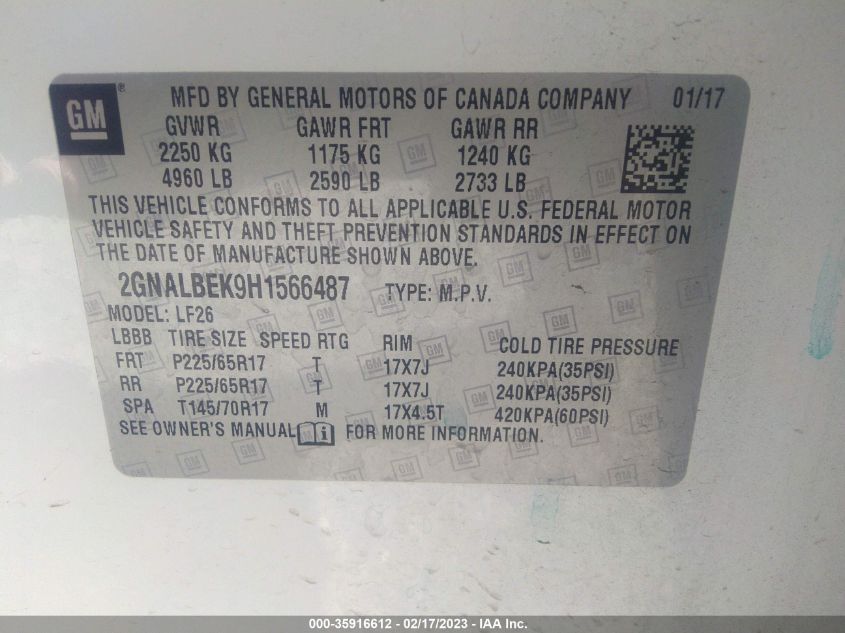 GM ®
MFD BY GENERAL MOTORS OF CANADA COMPANY 01/17
GVWR GAWR FRT GAWR RR
2250 KG 1175 KG 1240 KG
4960 LB 2590 LB 2733 LB
THIS VEHICLE CONFORMS TO ALL APPLICABLE U.S. FEDERAL MOTOR
VEHICLE SAFETY AND THEFT PREVENTION STANDARDS IN EFFECT ON
THE DATE OF MANUFACTURE SHOWN ABOVE.
2GNALBEK9H1566487 TYPE: M.P.V.
MODEL: LF26
LBBB TIRE SIZE SPEED RTG RIM COLD TIRE PRESSURE
FRT P225/65R17 T 17X7J 240KPA(35PSI)
RR P225/65R17 T 17X7J 240KPA(35PSI)
SPA T145/70R17 M 17X4.5T 420KPA(60PSI)
SEE OWNER'S MANUAL FOR MORE INFORMATION.
000-35916612 - 02/17/2023 - IAA Inc.